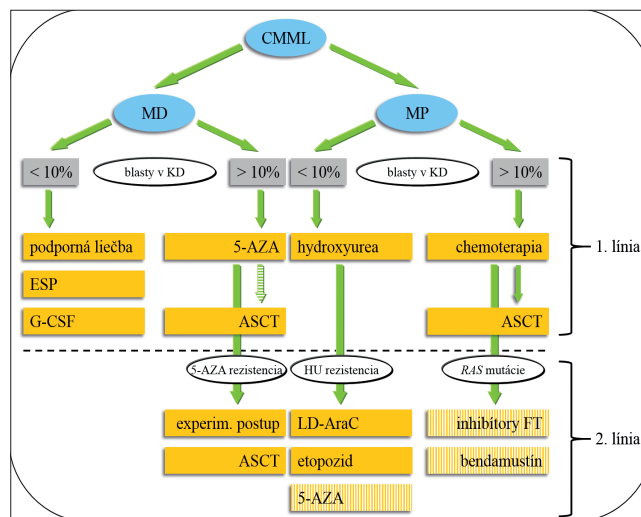 CMML
MD
MP
< 10%
blasty v KD
> 10%
< 10%
blasty v KD
> 10%
podporná liečba
5-AZA
hydroxyurea
chemoterapia
1. línia
ESP
G-CSF
ASCT
ASCT
5-AZA rezistencia
HU rezistencia
RAS mutácie
experim. postup
LD-AraC
inhibítory FT
2. línia
ASCT
etopozid
bendamustín
5-AZA